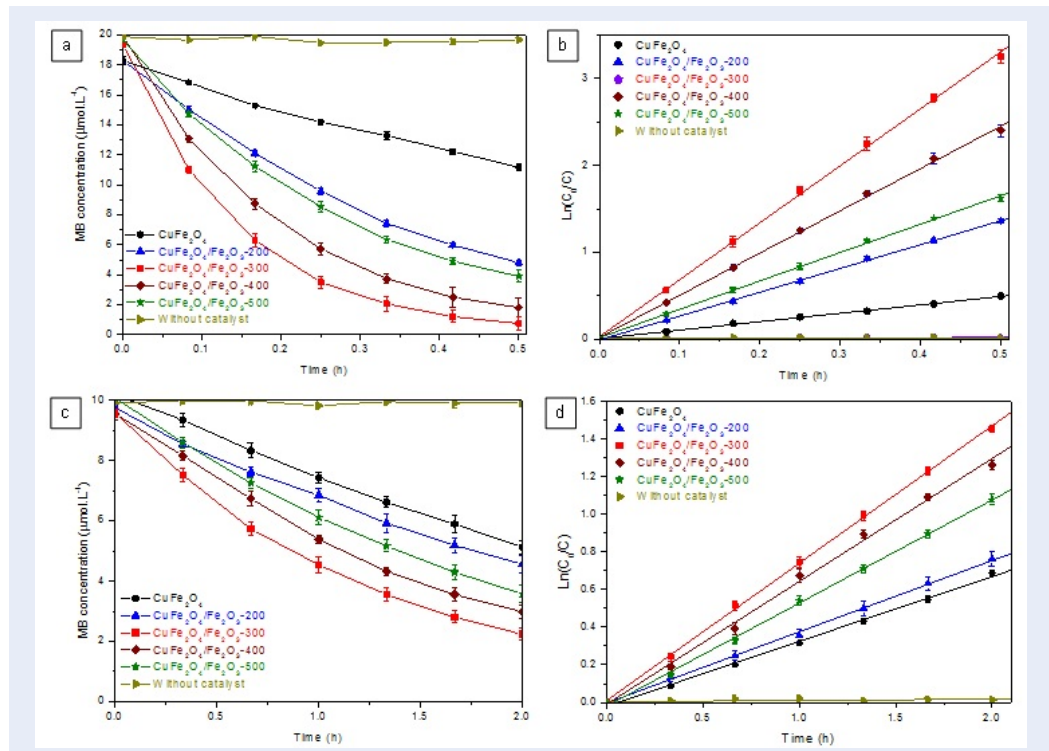 a
MB concentration (µmol.L⁻¹)
20
18
16
14
12
10
8
6
4
2
0
CuFe₂O₄
CuFe₂O₄/Fe₂O₃-200
CuFe₂O₄/Fe₂O₃-300
CuFe₂O₄/Fe₂O₃-400
CuFe₂O₄/Fe₂O₃-500
Without catalyst
0.0 0.1 0.2 0.3 0.4 0.5
Time (h)
b
Ln(C₀/C)
3
2
1
0
CuFe₂O₄
CuFe₂O₄/Fe₂O₃-200
CuFe₂O₄/Fe₂O₃-300
CuFe₂O₄/Fe₂O₃-400
CuFe₂O₄/Fe₂O₃-500
Without catalyst
0.0 0.1 0.2 0.3 0.4 0.5
Time (h)
c
MB concentration (µmol.L⁻¹)
10
8
6
4
2
0
CuFe₂O₄
CuFe₂O₄/Fe₂O₃-200
CuFe₂O₄/Fe₂O₃-300
CuFe₂O₄/Fe₂O₃-400
CuFe₂O₄/Fe₂O₃-500
Without catalyst
0.0 0.5 1.0 1.5 2.0
Time (h)
d
Ln(C₀/C)
1.6
1.4
1.2
1.0
0.8
0.6
0.4
0.2
0.0
CuFe₂O₄
CuFe₂O₄/Fe₂O₃-200
CuFe₂O₄/Fe₂O₃-300
CuFe₂O₄/Fe₂O₃-400
CuFe₂O₄/Fe₂O₃-500
Without catalyst
0.0 0.5 1.0 1.5 2.0
Time (h)